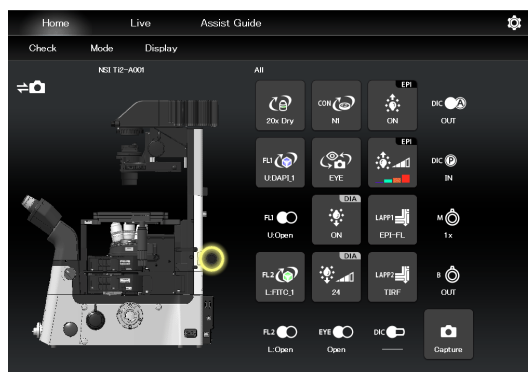 Home Live Assist Guide
Check Mode Display
NSI Ti2-A001 All
EPI
CON DIC A
20x Dry N1 ON OUT
EPI
FL1 DIC P
U:DAPI_1 EYE IN
DIA
FL1 LAPP1 M
U:Open ON EPI-FL 1x
DIA
FL2 LAPP2 B
L:FITC_1 24 TIRF OUT
FL2 EYE DIC
L:Open Open —— Capture